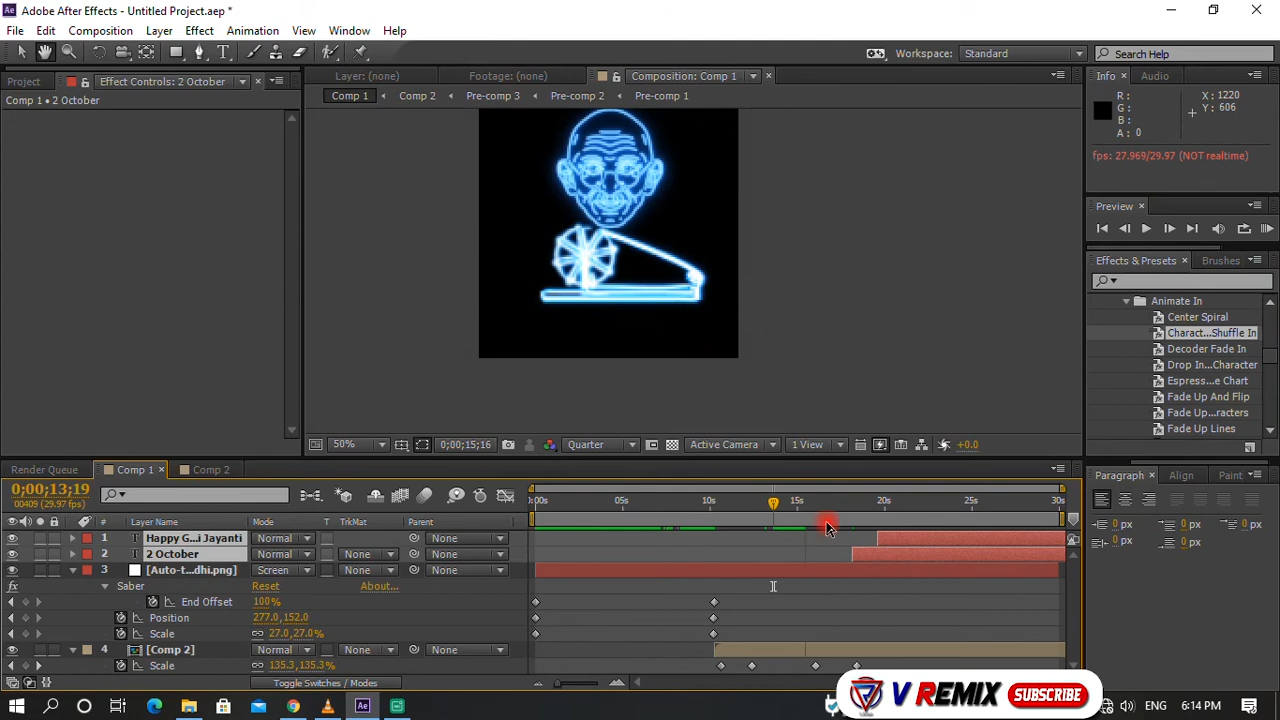 Adobe After Effects - Untitled Project.aep *
File Edit Composition Layer Effect Animation View Window Help
Workspace: Standard Search Help
Project Effect Controls: 2 October Layer: (none) Footage: (none) Composition: Comp 1 Info Audio
Comp 1 • 2 October Comp 1 Comp 2 Pre-comp 3 Pre-comp 2 Pre-comp 1
R: X: 1220
G: Y: 606
B:
A: 0
fps: 27.969/29.97 (NOT realtime)
Preview
Effects & Presets Brushes
Animate In
Center Spiral
Charact...Shuffle In
Decoder Fade In
Drop In...Character
Espress...e Chart
Fade Up And Flip
Fade Up...racters
Fade Up Lines
50% 0;00;15;16 Quarter Active Camera 1 View +0.0
Render Queue Comp 1 Comp 2
Paragraph Align Paint
0;00;13;19
00409 (29.97 fps)
:00s 05s 10s 15s 20s 25s 30s
Layer Name Mode T TrkMat Parent
0 px 0 px 0 px
0 px 0 px
1 T Happy G...i Jayanti Normal None
2 T 2 October Normal None None
3 [Auto-t...dhi.png] Screen None None
fx Saber Reset About...
End Offset 100%
Position 277.0,152.0
Scale 27.0,27.0%
4 [Comp 2] Normal None None
Scale 135.3,135.3%
Toggle Switches / Modes
V REMIX SUBSCRIBE
6:14 PM